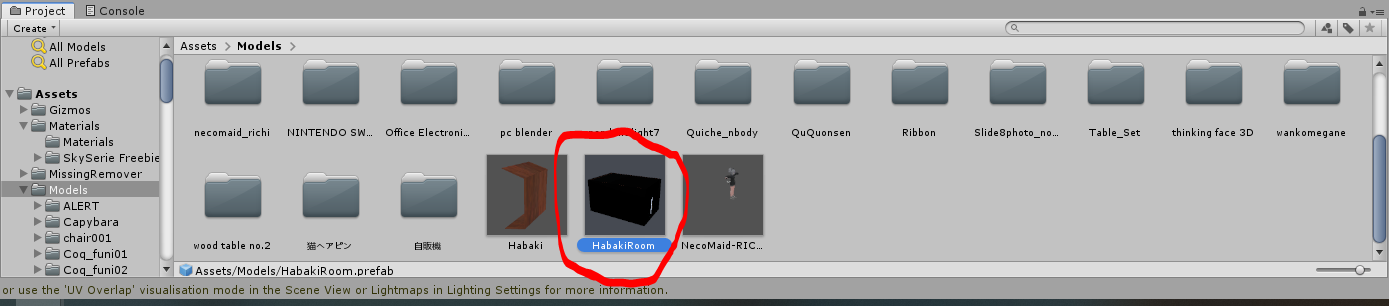 Project
Console
Create
All Models
All Prefabs
Assets
Gizmos
Materials
Materials
SkySerie Freebie
MissingRemover
Models
ALERT
Capybara
chair001
Coq_funi01
Coq_funi02
Assets > Models >
necomaid_richi
NINTENDO SW...
Office Electroni...
pc blender
Quiche_nbody
QuQuonsen
Ribbon
Slide8photo_no...
Table_Set
thinking face 3D
wankomegane
wood table no.2
猫ヘアピン
自販機
Habaki
HabakiRoom
NecoMaid-RIC...
Assets/Models/HabakiRoom.prefab
or use the 'UV Overlap' visualisation mode in the Scene View or Lightmaps in Lighting Settings for more information.